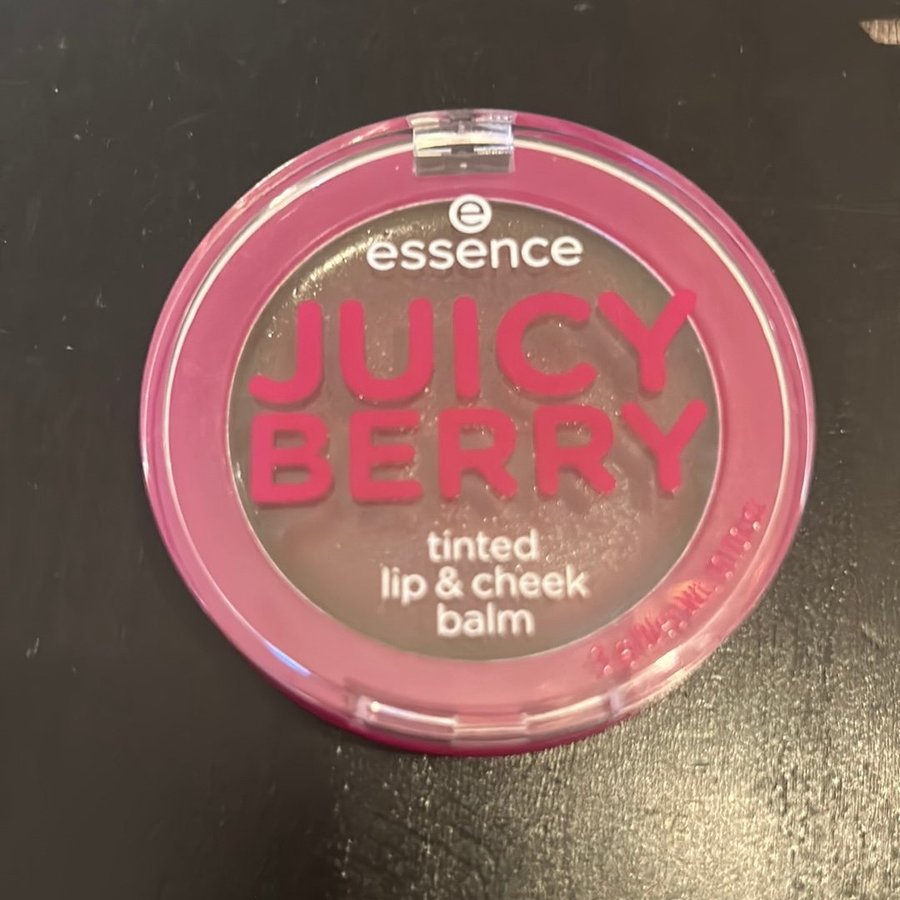 e
essence
JUICY
BERRY
tinted
lip & cheek
balm